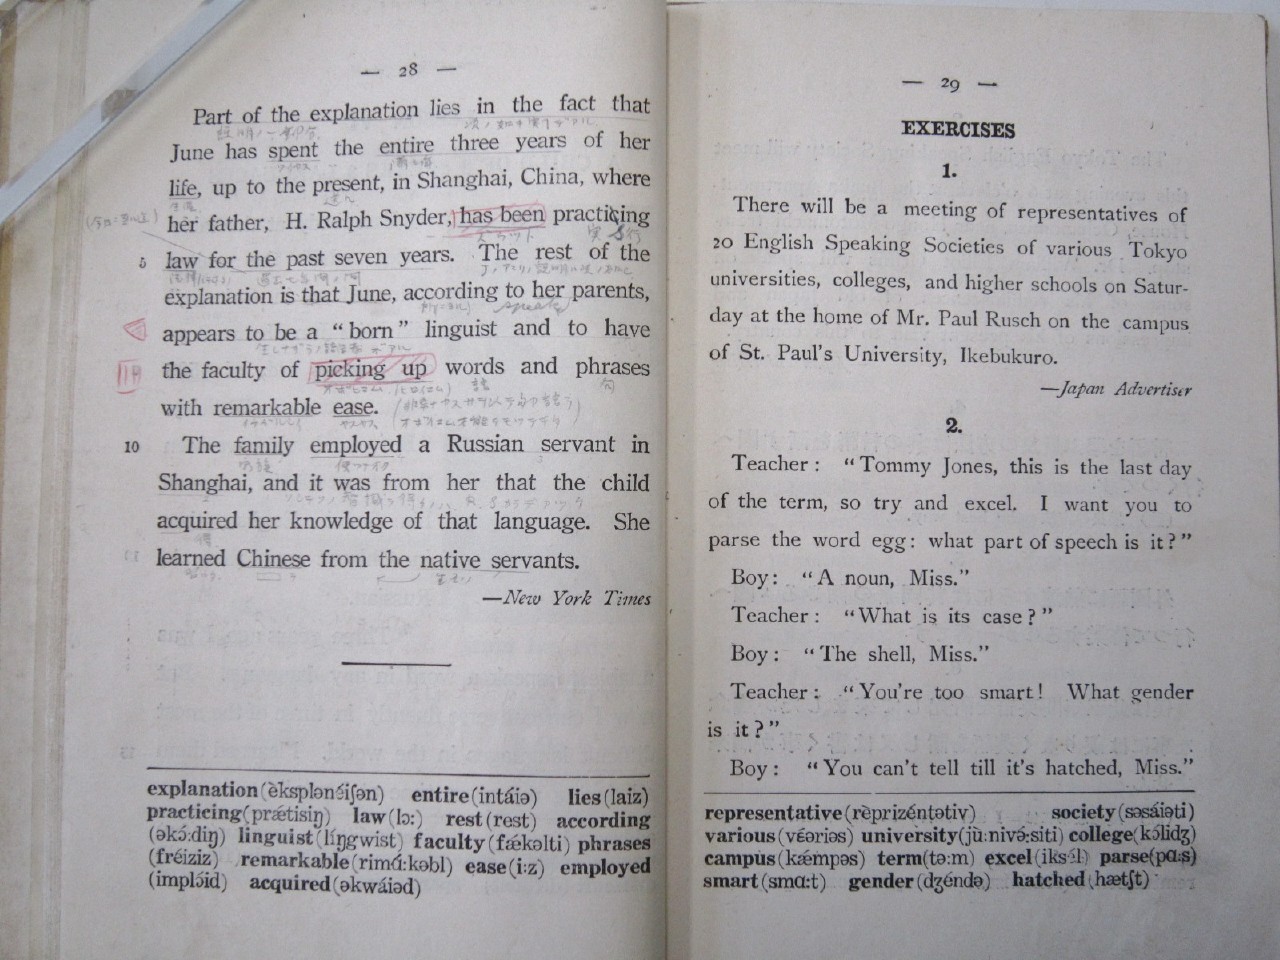 — 28 —
Part of the explanation lies in the fact that
June has spent the entire three years of her
life, up to the present, in Shanghai, China, where
her father, H. Ralph Snyder, has been practicing
5 law for the past seven years. The rest of the
explanation is that June, according to her parents,
speak
appears to be a “born” linguist and to have
the faculty of picking up words and phrases
with remarkable ease.
10 The family employed a Russian servant in
Shanghai, and it was from her that the child
acquired her knowledge of that language. She
learned Chinese from the native servants.
—New York Times
explanation (èksplənéiʃən) entire (intáiə) lies (laiz)
practicing (prǽtisiŋ) law (lɔ:) rest (rest) according
(əkɔ́:diŋ) linguist (líŋgwist) faculty (fǽkəlti) phrases
(fréiziz) remarkable (rimɑ́:kəbl) ease (i:z) employed
(implɔ́id) acquired (əkwáiəd)
— 29 —
EXERCISES
1.
There will be a meeting of representatives of
20 English Speaking Societies of various Tokyo
universities, colleges, and higher schools on Satur-
day at the home of Mr. Paul Rusch on the campus
of St. Paul's University, Ikebukuro.
—Japan Advertiser
2.
Teacher: “Tommy Jones, this is the last day
of the term, so try and excel. I want you to
parse the word egg: what part of speech is it?”
Boy: “A noun, Miss.”
Teacher: “What is its case?”
Boy: “The shell, Miss.”
Teacher: “You're too smart! What gender
is it?”
Boy: “You can't tell till it's hatched, Miss.”
representative (rèprizéntətiv) society (səsáiəti)
various (vέəriəs) university (jù:nivə́:siti) college (kɔ́lidʒ)
campus (kǽmpəs) term (tə:m) excel (iksél) parse (pɑ:s)
smart (smɑ:t) gender (dʒéndə) hatched (hætʃt)